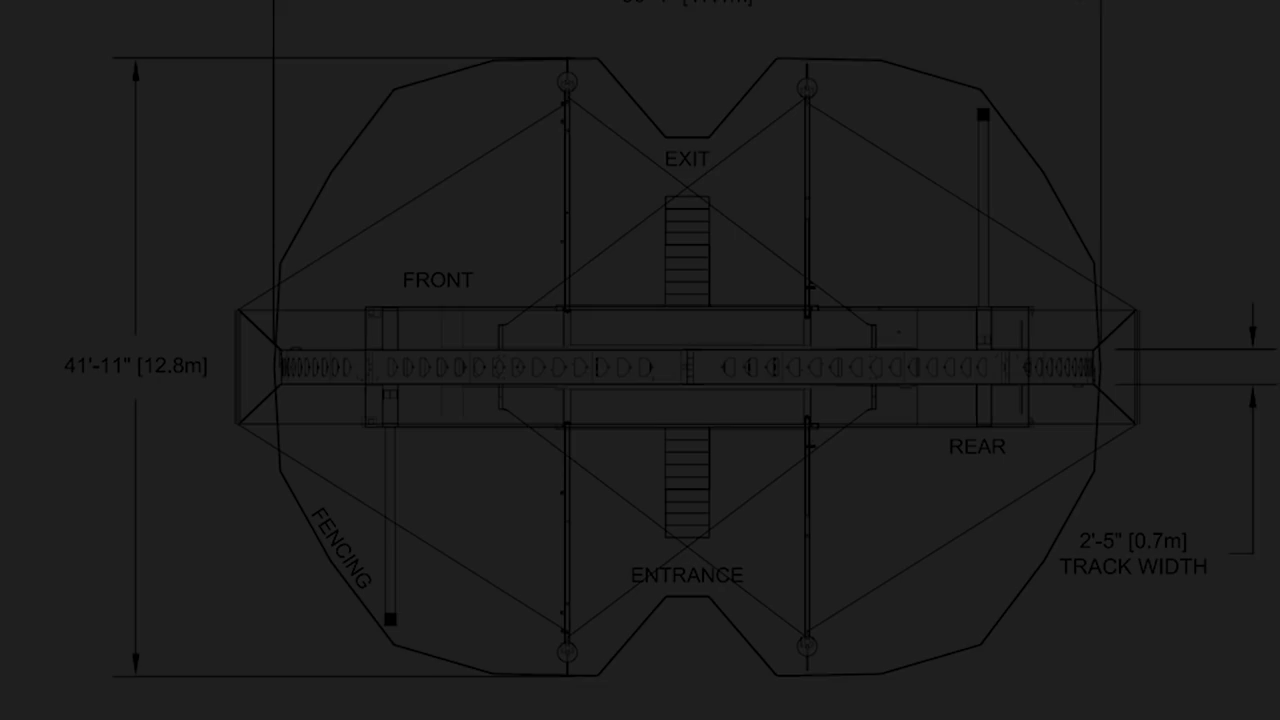 EXIT
FRONT
41'-11" [12.8m]
REAR
FENCING
2'-5" [0.7m]
TRACK WIDTH
ENTRANCE